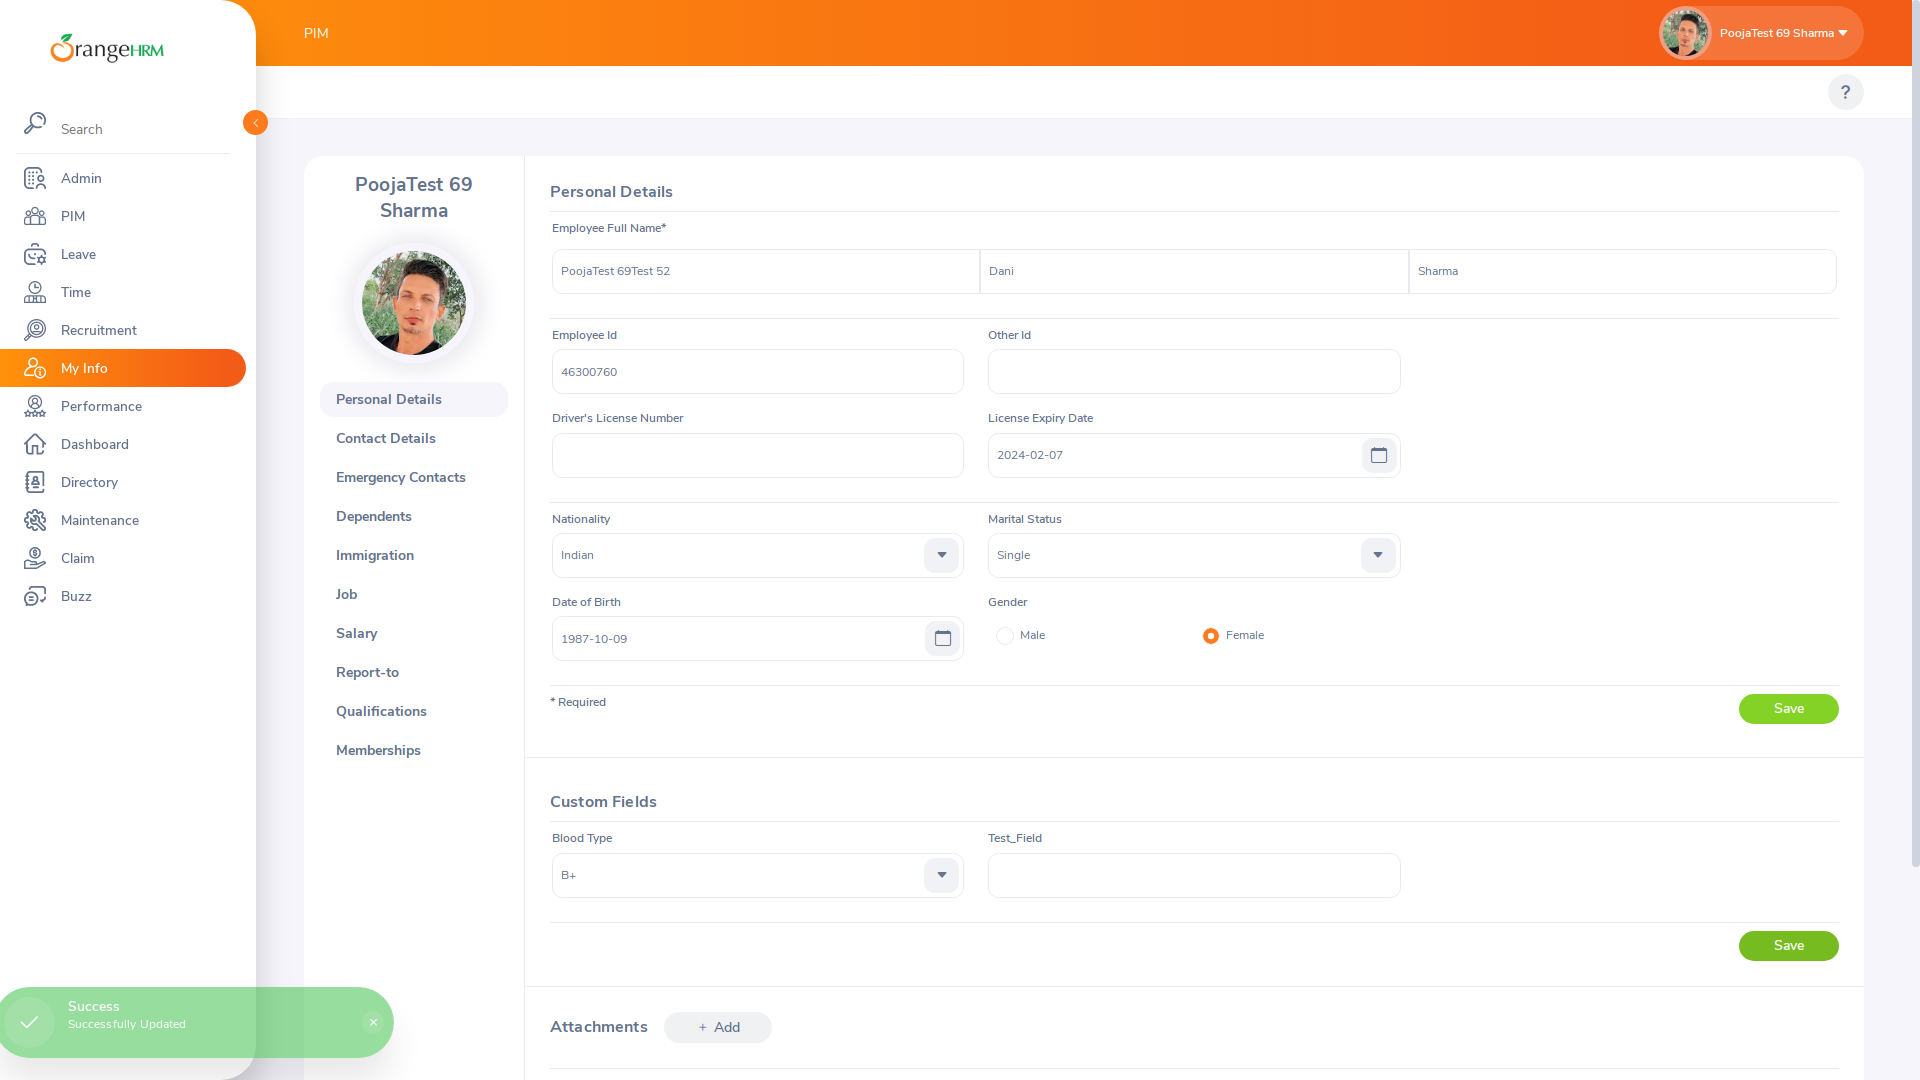 OrangeHRM
PIM
PoojaTest 69 Sharma
?
Search
Admin
PIM
Leave
Time
Recruitment
My Info
Performance
Dashboard
Directory
Maintenance
Claim
Buzz
PoojaTest 69
Sharma
Personal Details
Contact Details
Emergency Contacts
Dependents
Immigration
Job
Salary
Report-to
Qualifications
Memberships
Personal Details
Employee Full Name*
PoojaTest 69Test 52 Dani Sharma
Employee Id Other Id
46300760
Driver's License Number License Expiry Date
2024-02-07
Nationality Marital Status
Indian Single
Date of Birth Gender
1987-10-09 Male Female
* Required Save
Custom Fields
Blood Type Test_Field
B+
Save
Attachments + Add
Success
Successfully Updated